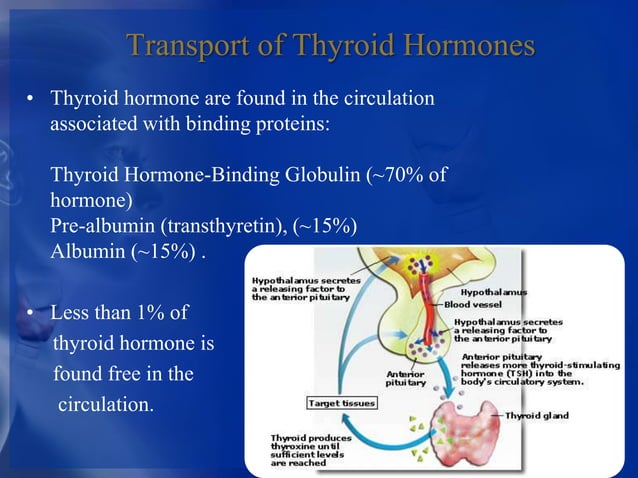 Transport of Thyroid Hormones
• Thyroid hormone are found in the circulation
associated with binding proteins:
Thyroid Hormone-Binding Globulin (~70% of
hormone)
Pre-albumin (transthyretin), (~15%)
Albumin (~15%) .
• Less than 1% of
thyroid hormone is
found free in the
circulation.
Hypothalamus secretes
a releasing factor to
the anterior pituitary
Hypothalamus
Blood vessel
Hypothalamus secretes
a releasing factor to
the anterior pituitary
Anterior
pituitary
Anterior pituitary
releases more thyroid-stimulating
hormone (TSH) into the
body's circulatory system.
Target tissues
Thyroid gland
Thyroid produces
thyroxine until
sufficient levels
are reached